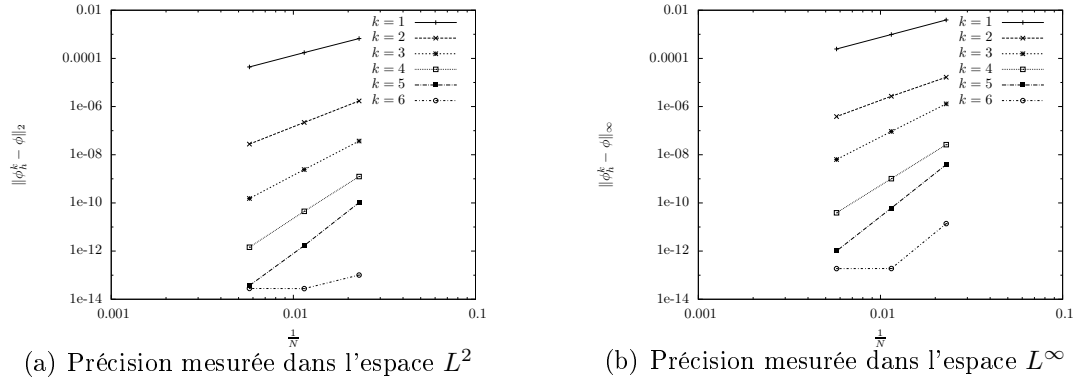 0.01
0.0001
1e-06
1e-08
1e-10
1e-12
1e-14
0.001
0.01
0.1
1/N
‖ϕₕᵏ − ϕ‖₂
k = 1
k = 2
k = 3
k = 4
k = 5
k = 6
(a) Précision mesurée dans l'espace L²
0.01
0.0001
1e-06
1e-08
1e-10
1e-12
1e-14
0.001
0.01
0.1
1/N
‖ϕₕᵏ − ϕ‖∞
k = 1
k = 2
k = 3
k = 4
k = 5
k = 6
(b) Précision mesurée dans l'espace L∞